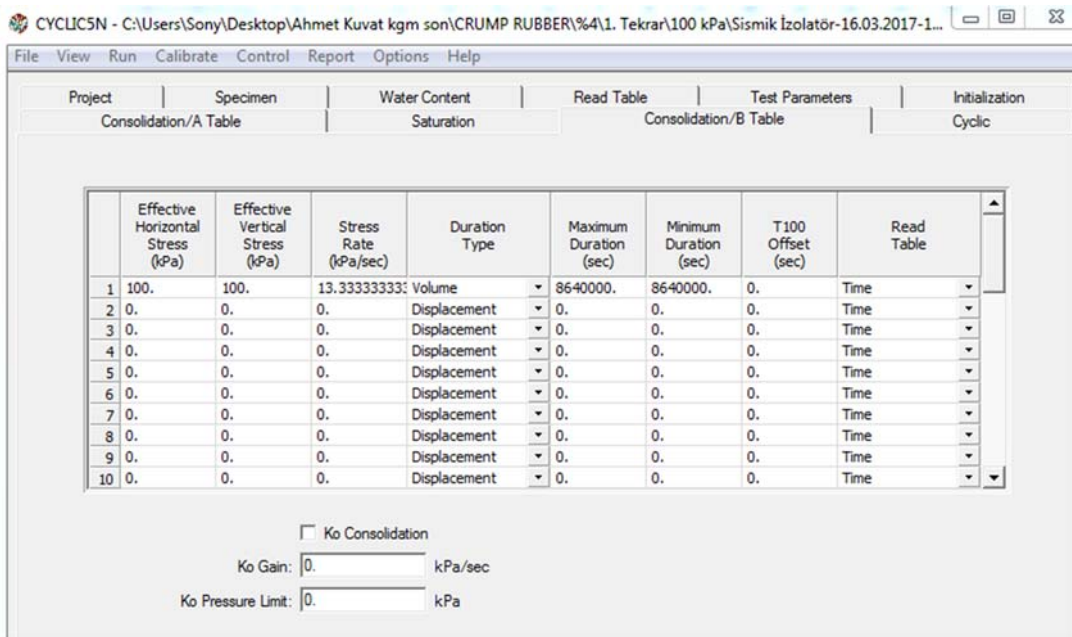 CYCLIC5N - C:\Users\Sony\Desktop\Ahmet Kuvat kgm son\CRUMP RUBBER\%4\1. Tekrar\100 kPa\Sismik İzolatör-16.03.2017-1...
File View Run Calibrate Control Report Options Help
Project Specimen Water Content Read Table Test Parameters Initialization
Consolidation/A Table Saturation Consolidation/B Table Cyclic
Effective Horizontal Stress (kPa) Effective Vertical Stress (kPa) Stress Rate (kPa/sec) Duration Type Maximum Duration (sec) Minimum Duration (sec) T100 Offset (sec) Read Table
1 100. 100. 13.333333333 Volume 8640000. 8640000. 0. Time
2 0. 0. 0. Displacement 0. 0. 0. Time
3 0. 0. 0. Displacement 0. 0. 0. Time
4 0. 0. 0. Displacement 0. 0. 0. Time
5 0. 0. 0. Displacement 0. 0. 0. Time
6 0. 0. 0. Displacement 0. 0. 0. Time
7 0. 0. 0. Displacement 0. 0. 0. Time
8 0. 0. 0. Displacement 0. 0. 0. Time
9 0. 0. 0. Displacement 0. 0. 0. Time
10 0. 0. 0. Displacement 0. 0. 0. Time
Ko Consolidation
Ko Gain: 0. kPa/sec
Ko Pressure Limit: 0. kPa